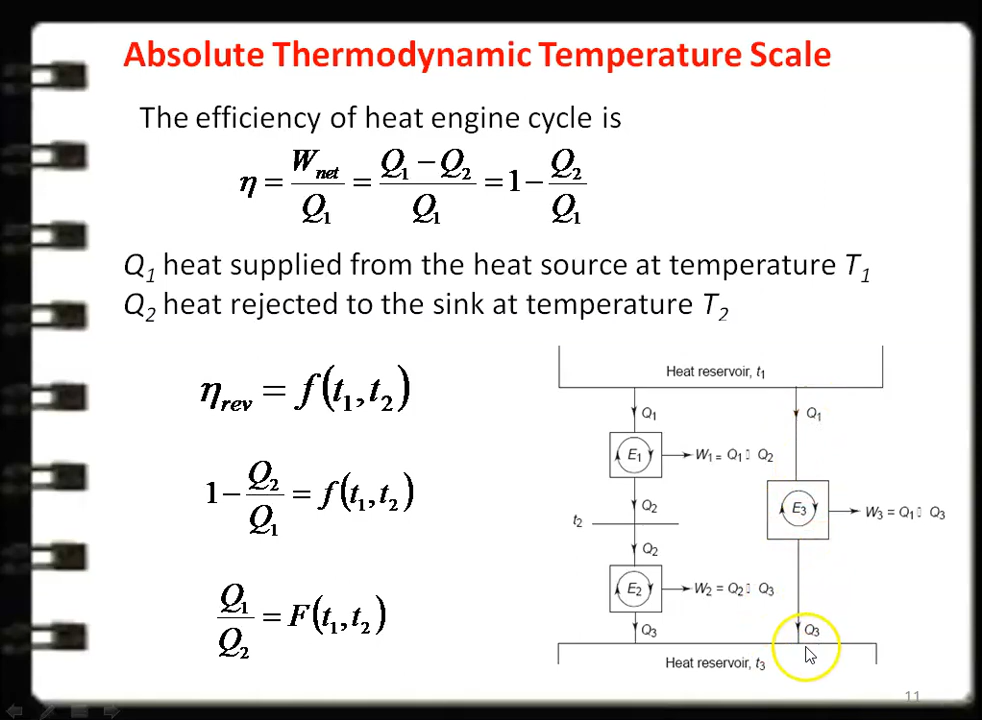 Absolute Thermodynamic Temperature Scale
The efficiency of heat engine cycle is
η = W_net / Q₁ = (Q₁ − Q₂) / Q₁ = 1 − Q₂ / Q₁
Q₁ heat supplied from the heat source at temperature T₁
Q₂ heat rejected to the sink at temperature T₂
η_rev = f(t₁, t₂)
1 − Q₂ / Q₁ = f(t₁, t₂)
Q₁ / Q₂ = F(t₁, t₂)
Heat reservoir, t₁
Q₁ Q₁
E₁ W₁ = Q₁▯ Q₂
E₃ W₃ = Q₁▯ Q₃
Q₂
t₂
Q₂
E₂ W₂ = Q₂▯ Q₃
Q₃ Q₃
Heat reservoir, t₃
11